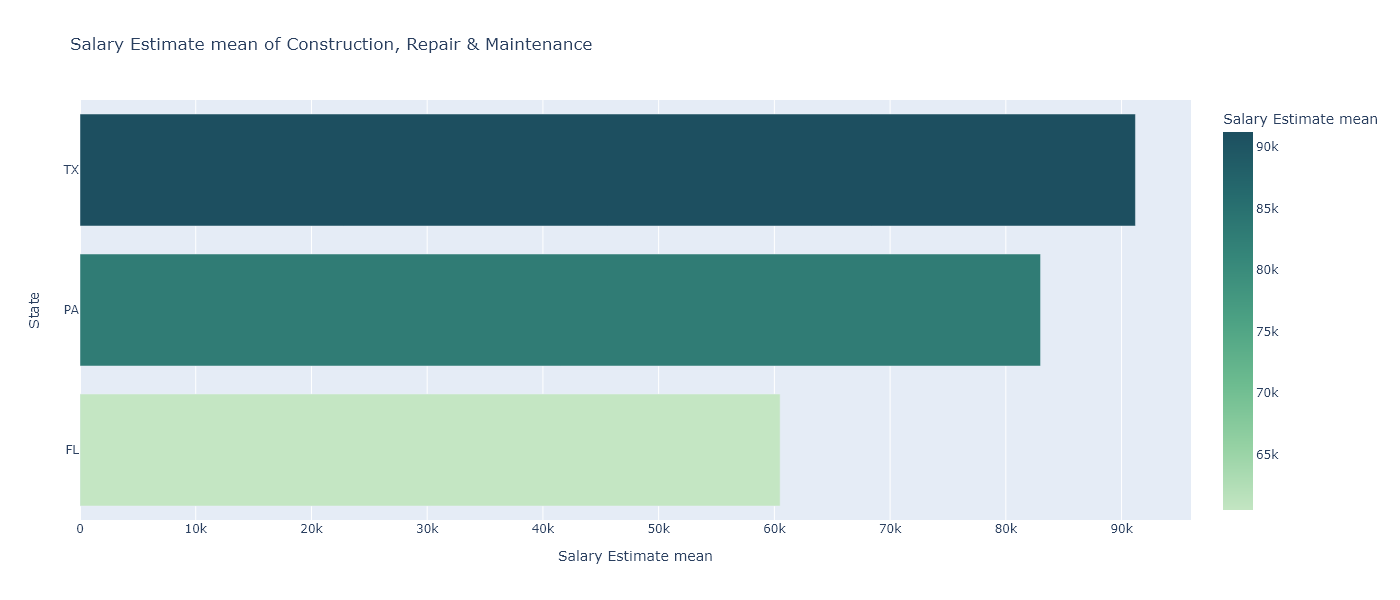 Salary Estimate mean of Construction, Repair & Maintenance
Salary Estimate mean
90k
85k
80k
75k
70k
65k
State
TX
PA
FL
0 10k 20k 30k 40k 50k 60k 70k 80k 90k
Salary Estimate mean